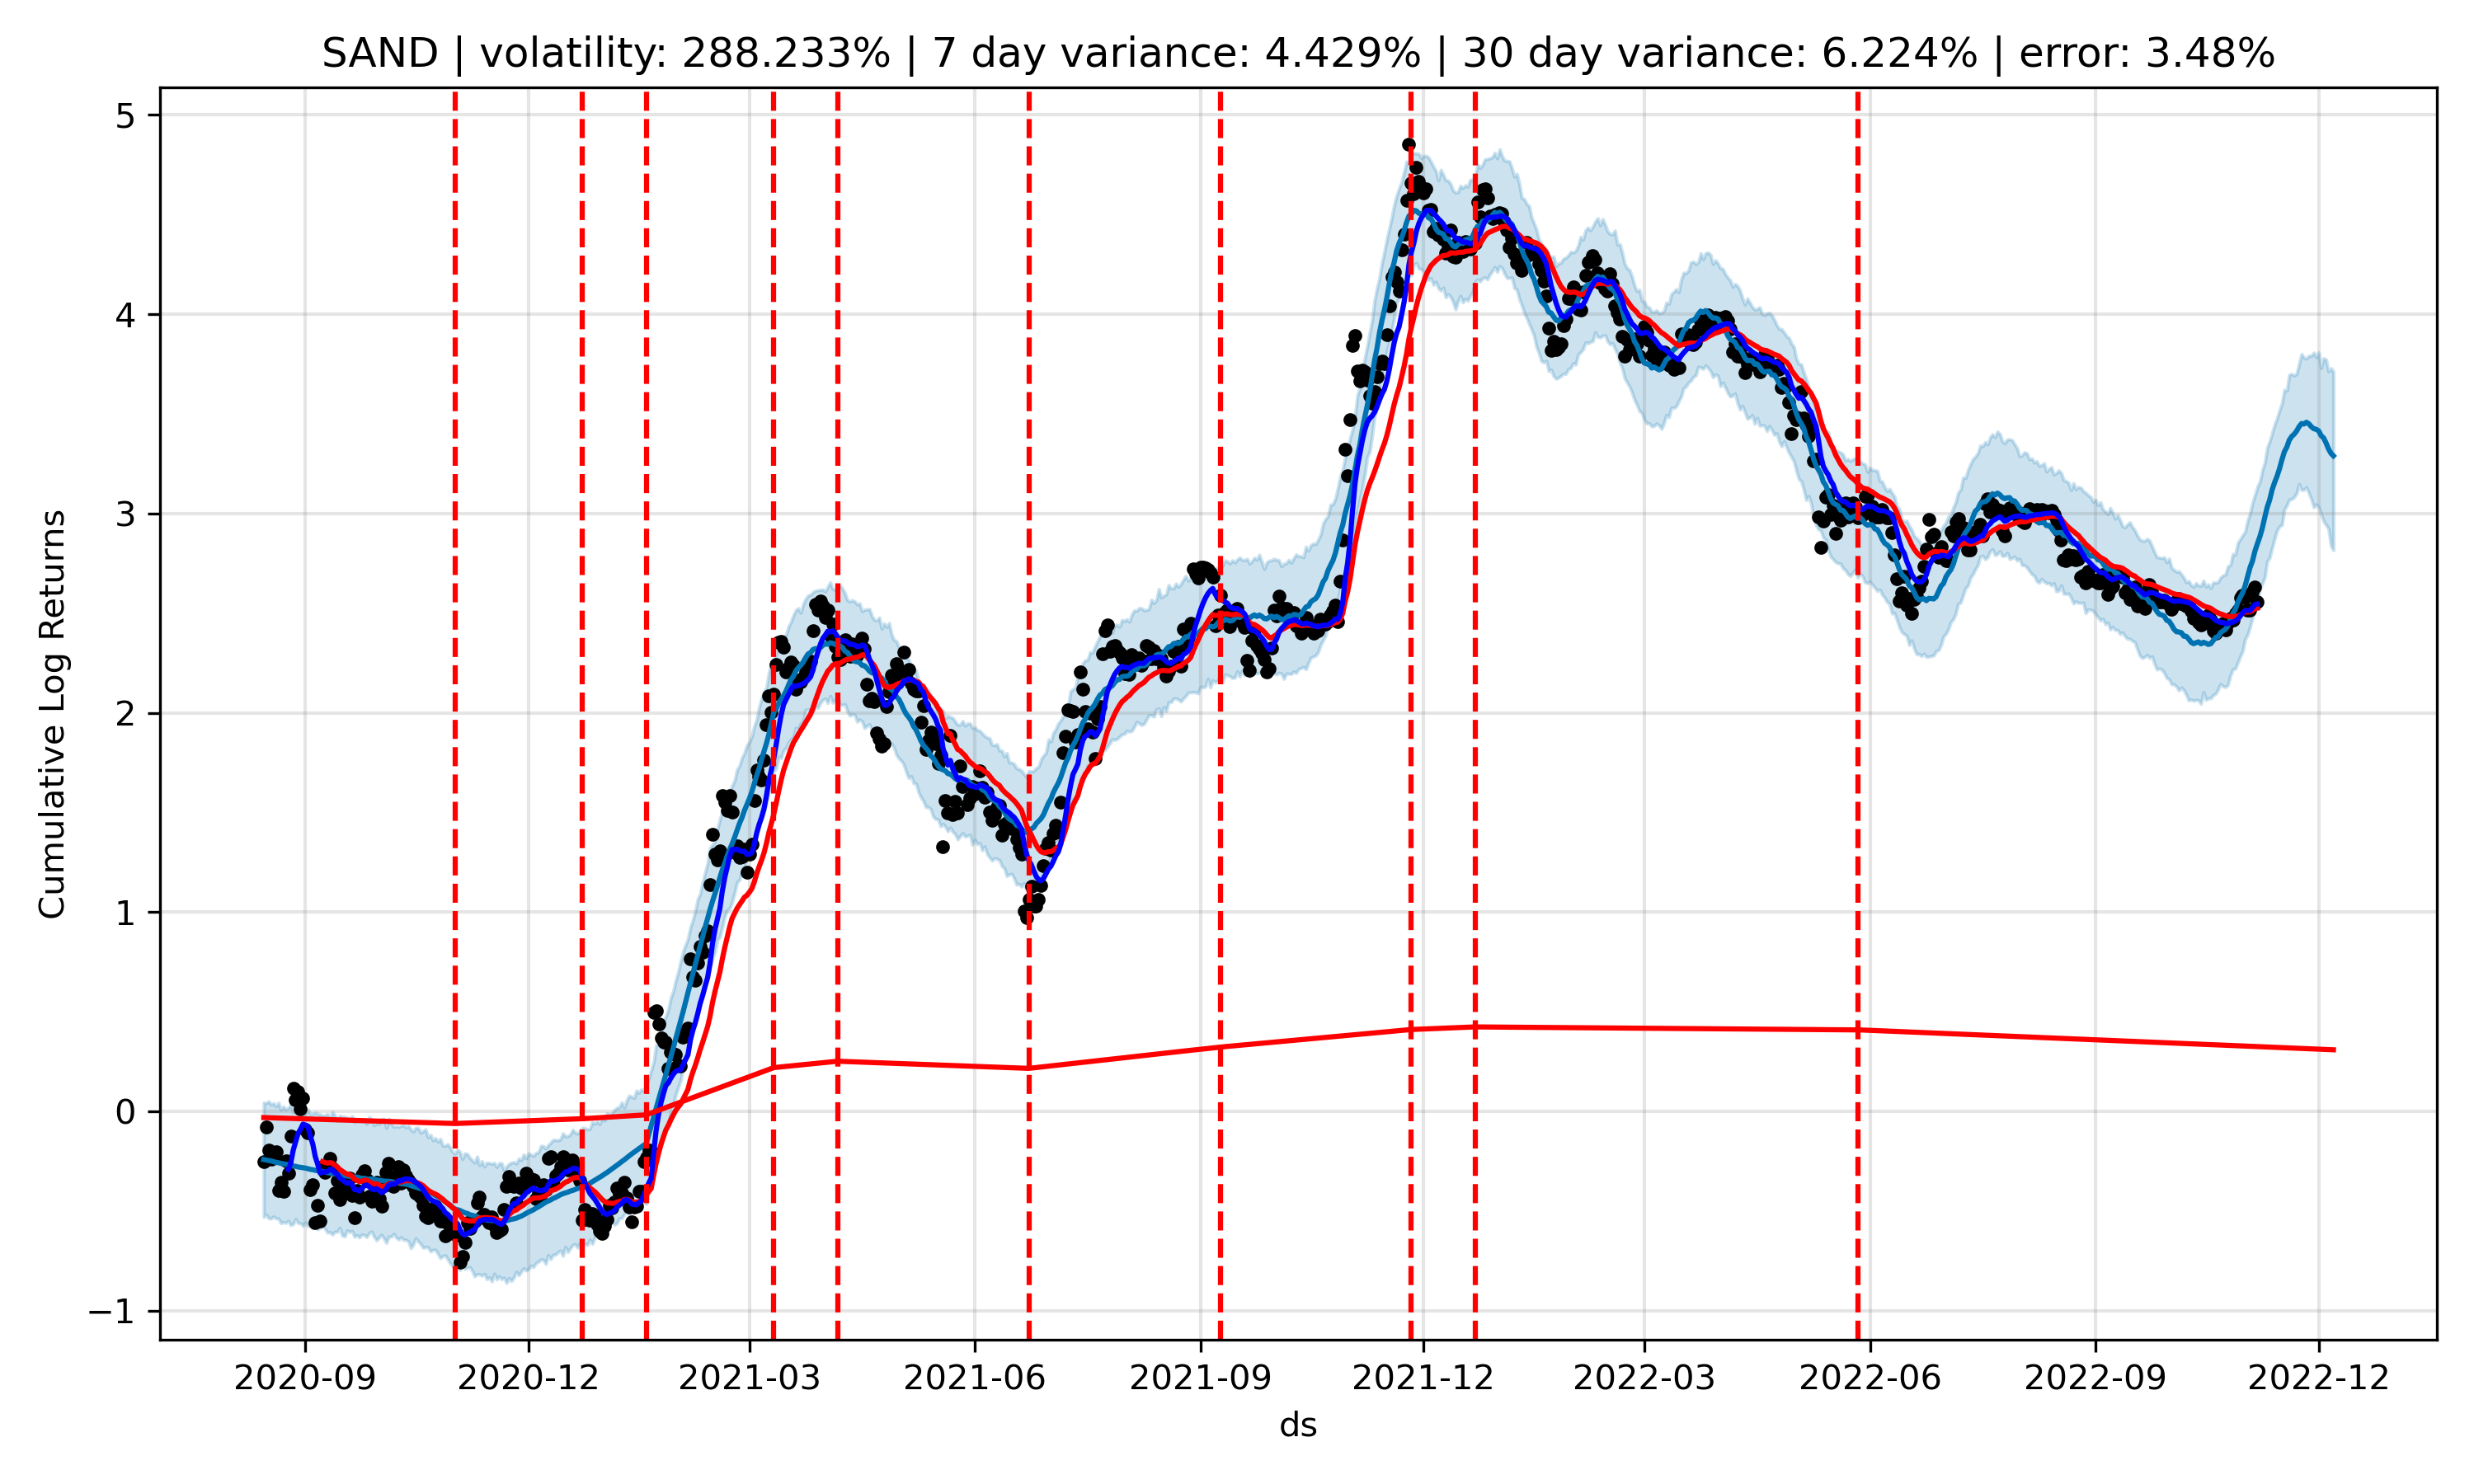 SAND | volatility: 288.233% | 7 day variance: 4.429% | 30 day variance: 6.224% | error: 3.48%
5
4
3
2
1
0
−1
Cumulative Log Returns
2020-09 2020-12 2021-03 2021-06 2021-09 2021-12 2022-03 2022-06 2022-09 2022-12
ds